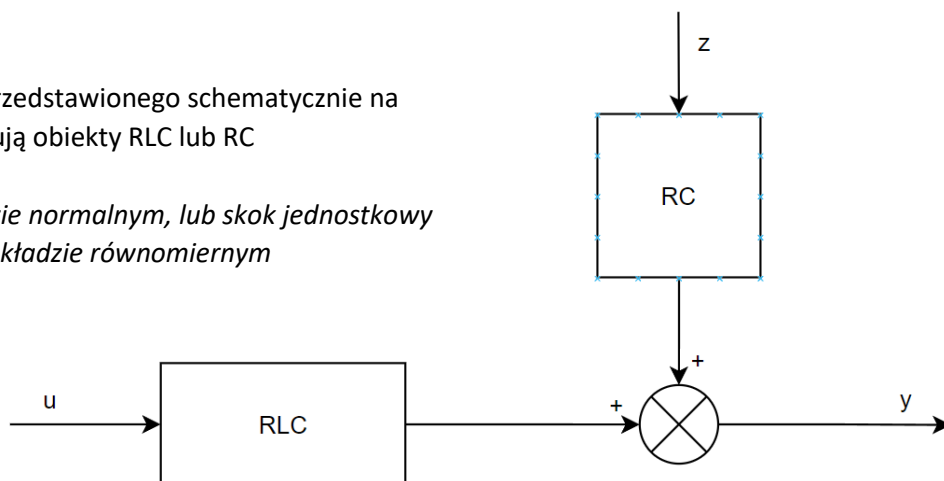 rzedstawionego schematycznie na
ują obiekty RLC lub RC
ie normalnym, lub skok jednostkowy
kładzie równomiernym
z
RC
+
u
RLC
+
y